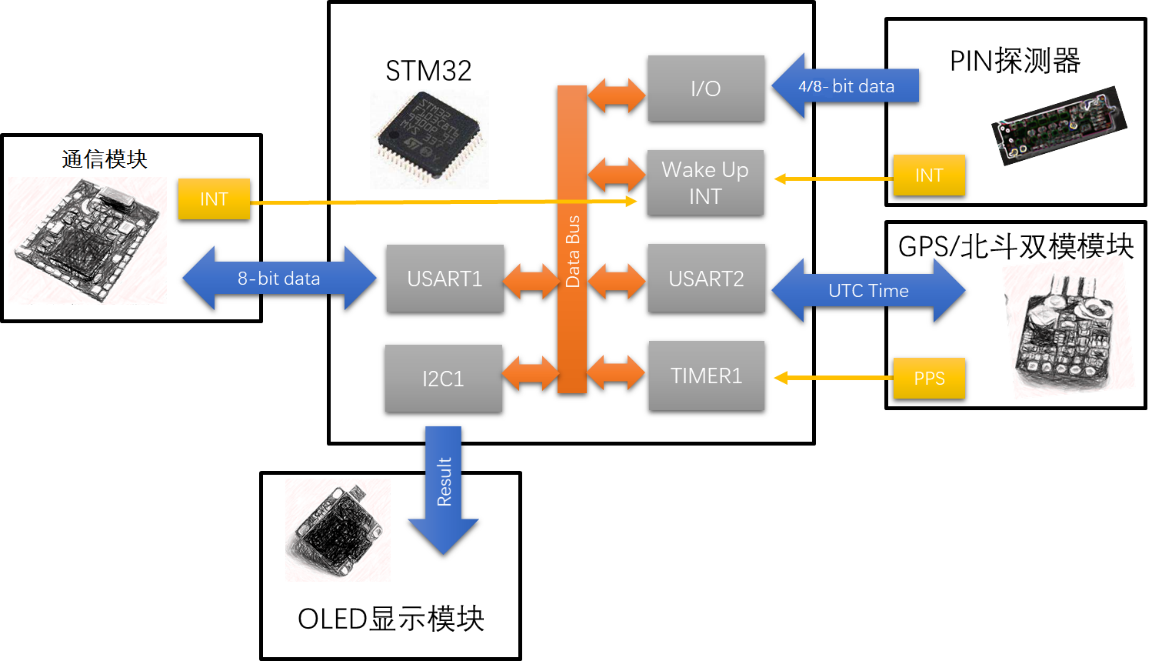 STM32
I/O
4/8-bit data
PIN探测器
INT
Wake Up
INT
通信模块
INT
8-bit data
USART1
Data Bus
USART2
UTC Time
GPS/北斗双模模块
I2C1
TIMER1
PPS
Result
OLED显示模块